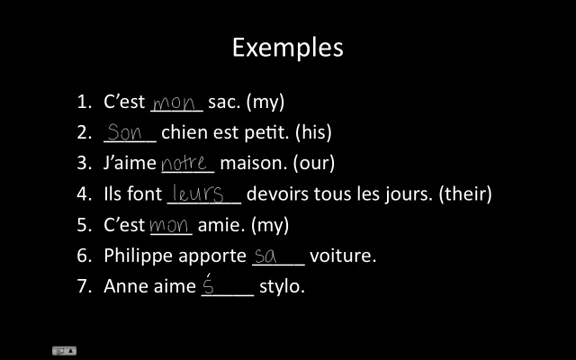 Exemples
1. C'est mon sac. (my)
2. Son chien est petit. (his)
3. J'aime notre maison. (our)
4. Ils font leurs devoirs tous les jours. (their)
5. C'est mon amie. (my)
6. Philippe apporte sa voiture.
7. Anne aime s____ stylo.